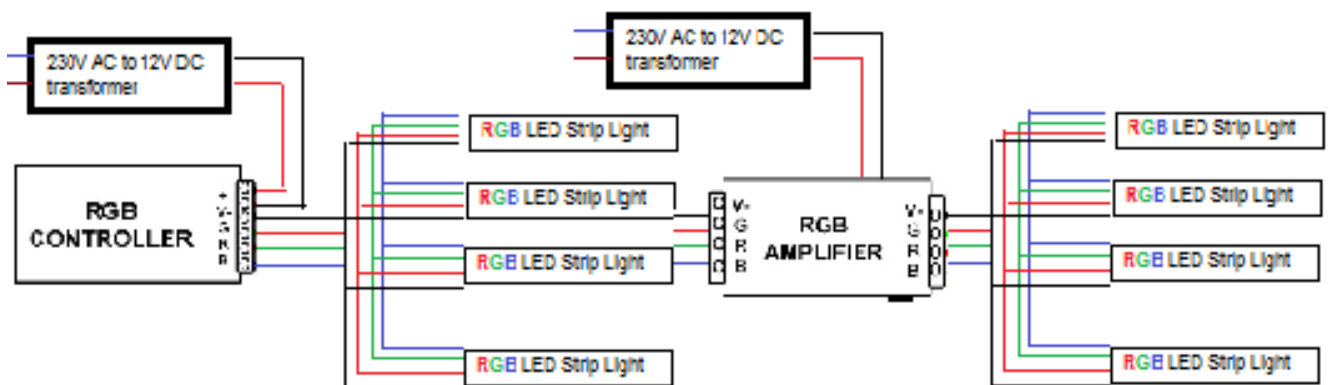 230V AC to 12V DC
transformer
230V AC to 12V DC
transformer
RGB LED Strip Light
RGB LED Strip Light
RGB LED Strip Light
RGB LED Strip Light
RGB
CONTROLLER
G
R
B
V+
G
R
B
RGB
AMPLIFIER
V+
G
R
B
RGB LED Strip Light
RGB LED Strip Light
RGB LED Strip Light
RGB LED Strip Light